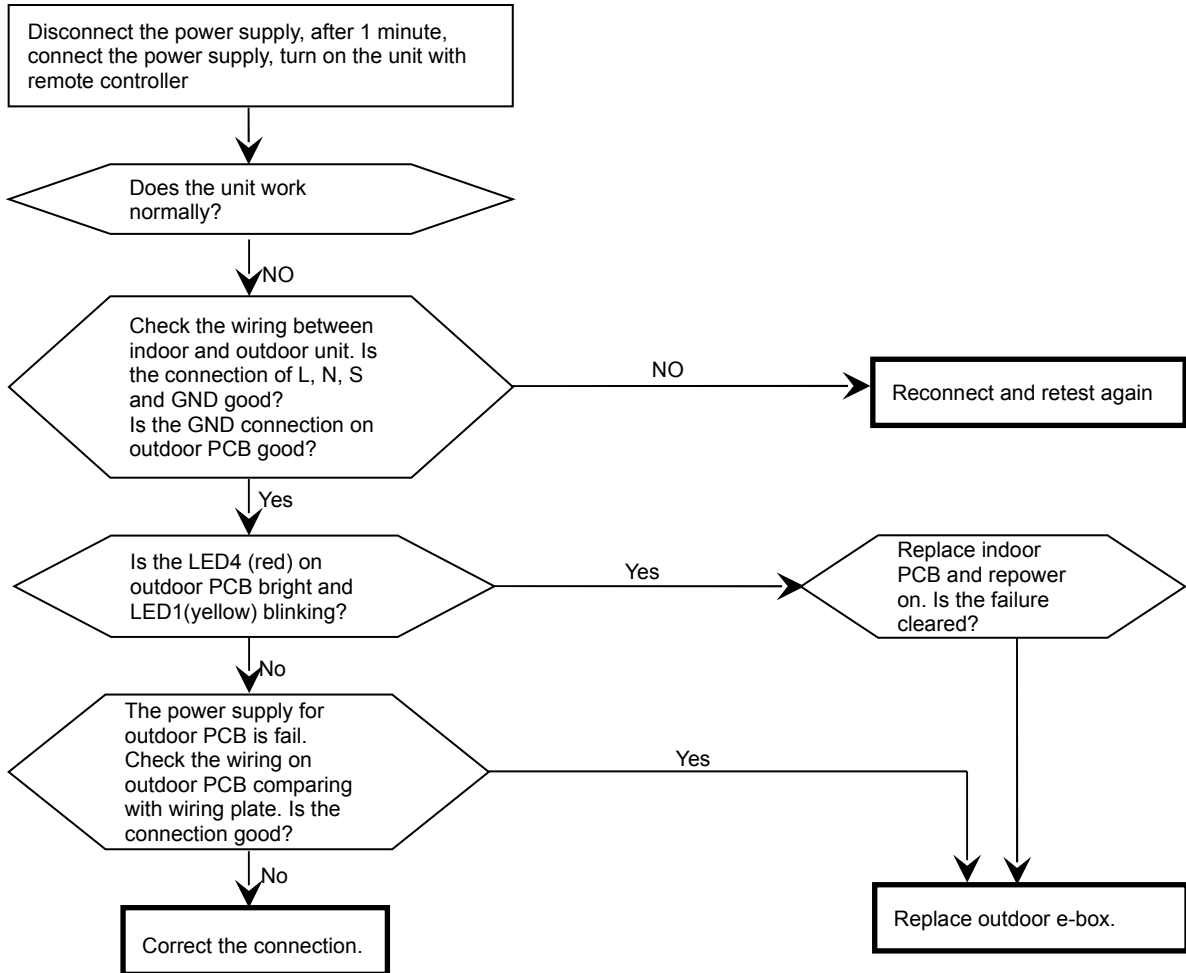 Disconnect the power supply, after 1 minute,
connect the power supply, turn on the unit with
remote controller
Does the unit work
normally?
NO
Check the wiring between
indoor and outdoor unit. Is
the connection of L, N, S
and GND good?
Is the GND connection on
outdoor PCB good?
NO
Reconnect and retest again
Yes
Is the LED4 (red) on
outdoor PCB bright and
LED1(yellow) blinking?
Yes
Replace indoor
PCB and repower
on. Is the failure
cleared?
No
The power supply for
outdoor PCB is fail.
Check the wiring on
outdoor PCB comparing
with wiring plate. Is the
connection good?
Yes
No
Correct the connection.
Replace outdoor e-box.